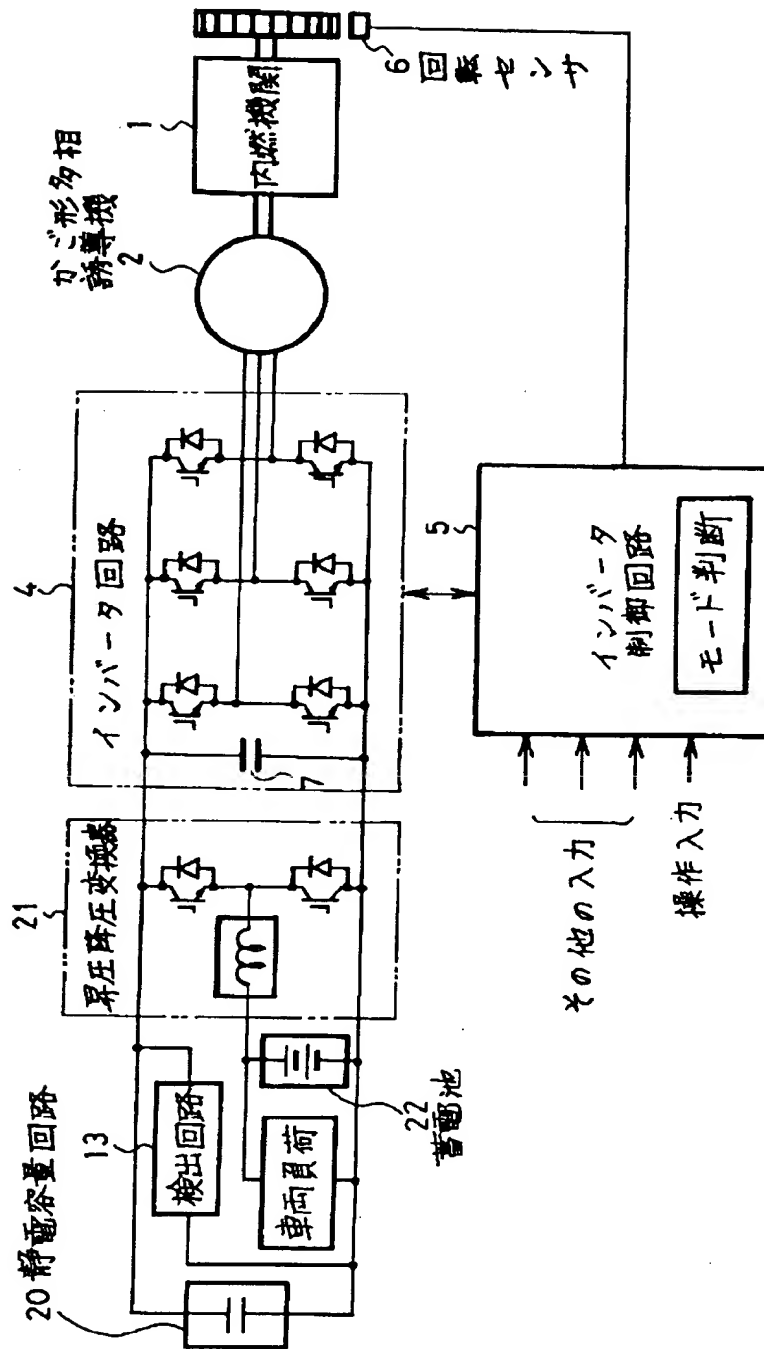 20 静電容量回路
13
検出回路
車両負荷
22
蓄電池
21
昇圧降圧変換器
4
インバータ回路
7
かご形多相
誘導機
2
1
内燃機関
6 回転センサ
5
インバータ
制御回路
モード判断
その他の入力
操作入力